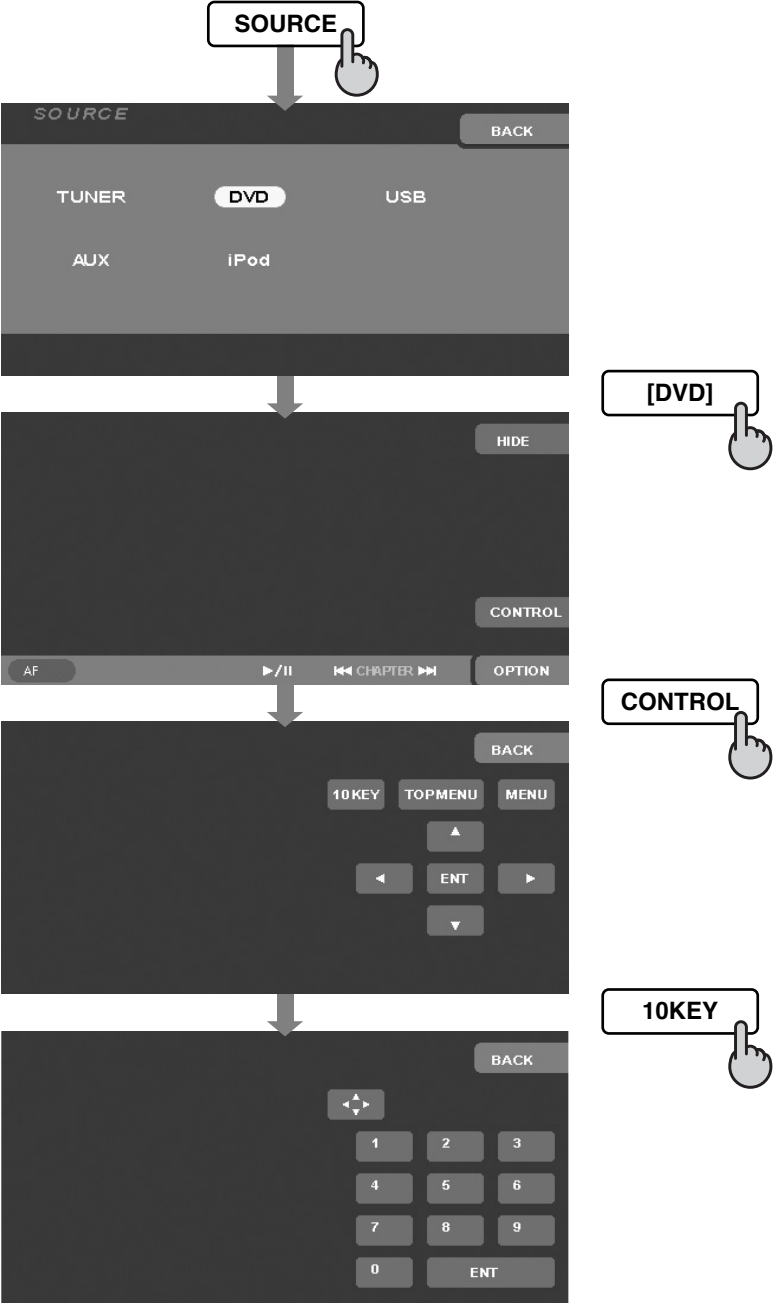 SOURCE
SOURCE
BACK
TUNER DVD USB
AUX iPod
[DVD]
HIDE
CONTROL
AF ►/II I◄◄ CHAPTER ►►I OPTION
CONTROL
BACK
10KEY TOPMENU MENU
▲
◄ ENT ►
▼
10KEY
BACK
1 2 3
4 5 6
7 8 9
0 ENT